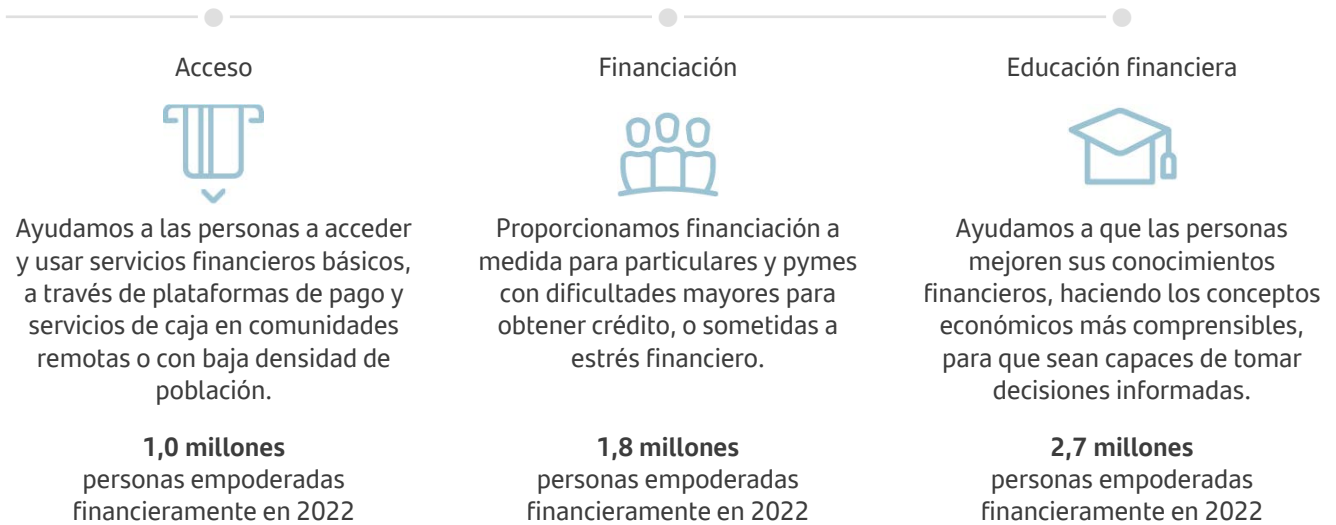 Acceso
Ayudamos a las personas a acceder
y usar servicios financieros básicos,
a través de plataformas de pago y
servicios de caja en comunidades
remotas o con baja densidad de
población.
1,0 millones
personas empoderadas
financieramente en 2022
Financiación
Proporcionamos financiación a
medida para particulares y pymes
con dificultades mayores para
obtener crédito, o sometidas a
estrés financiero.
1,8 millones
personas empoderadas
financieramente en 2022
Educación financiera
Ayudamos a que las personas
mejoren sus conocimientos
financieros, haciendo los conceptos
económicos más comprensibles,
para que sean capaces de tomar
decisiones informadas.
2,7 millones
personas empoderadas
financieramente en 2022